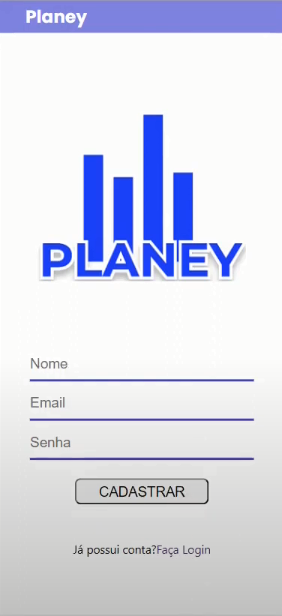 Planey
PLANEY
Nome
Email
Senha
CADASTRAR
Já possui conta?Faça Login